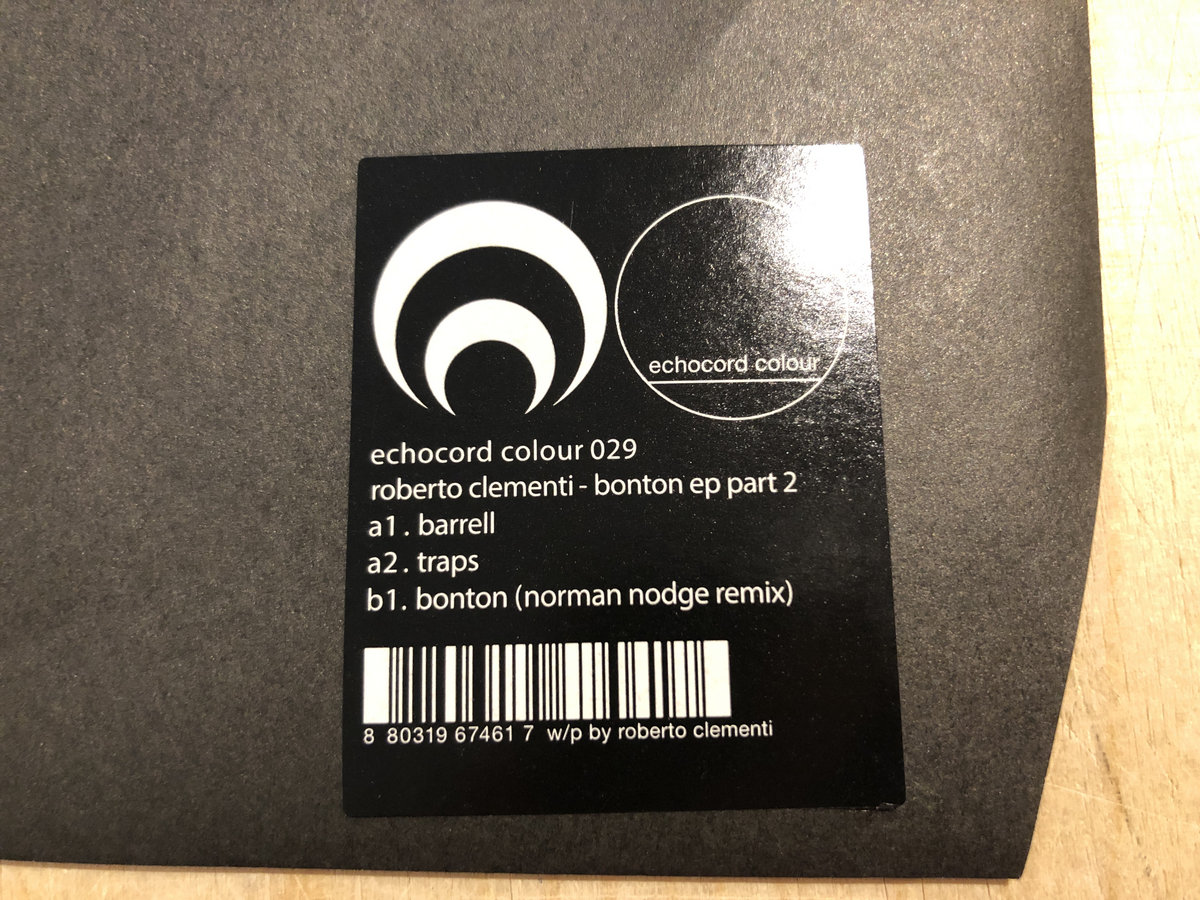 echocord colour
echocord colour 029
roberto clementi - bonton ep part 2
a1. barrell
a2. traps
b1. bonton (norman nodge remix)
8 80319 67461 7 w/p by roberto clementi